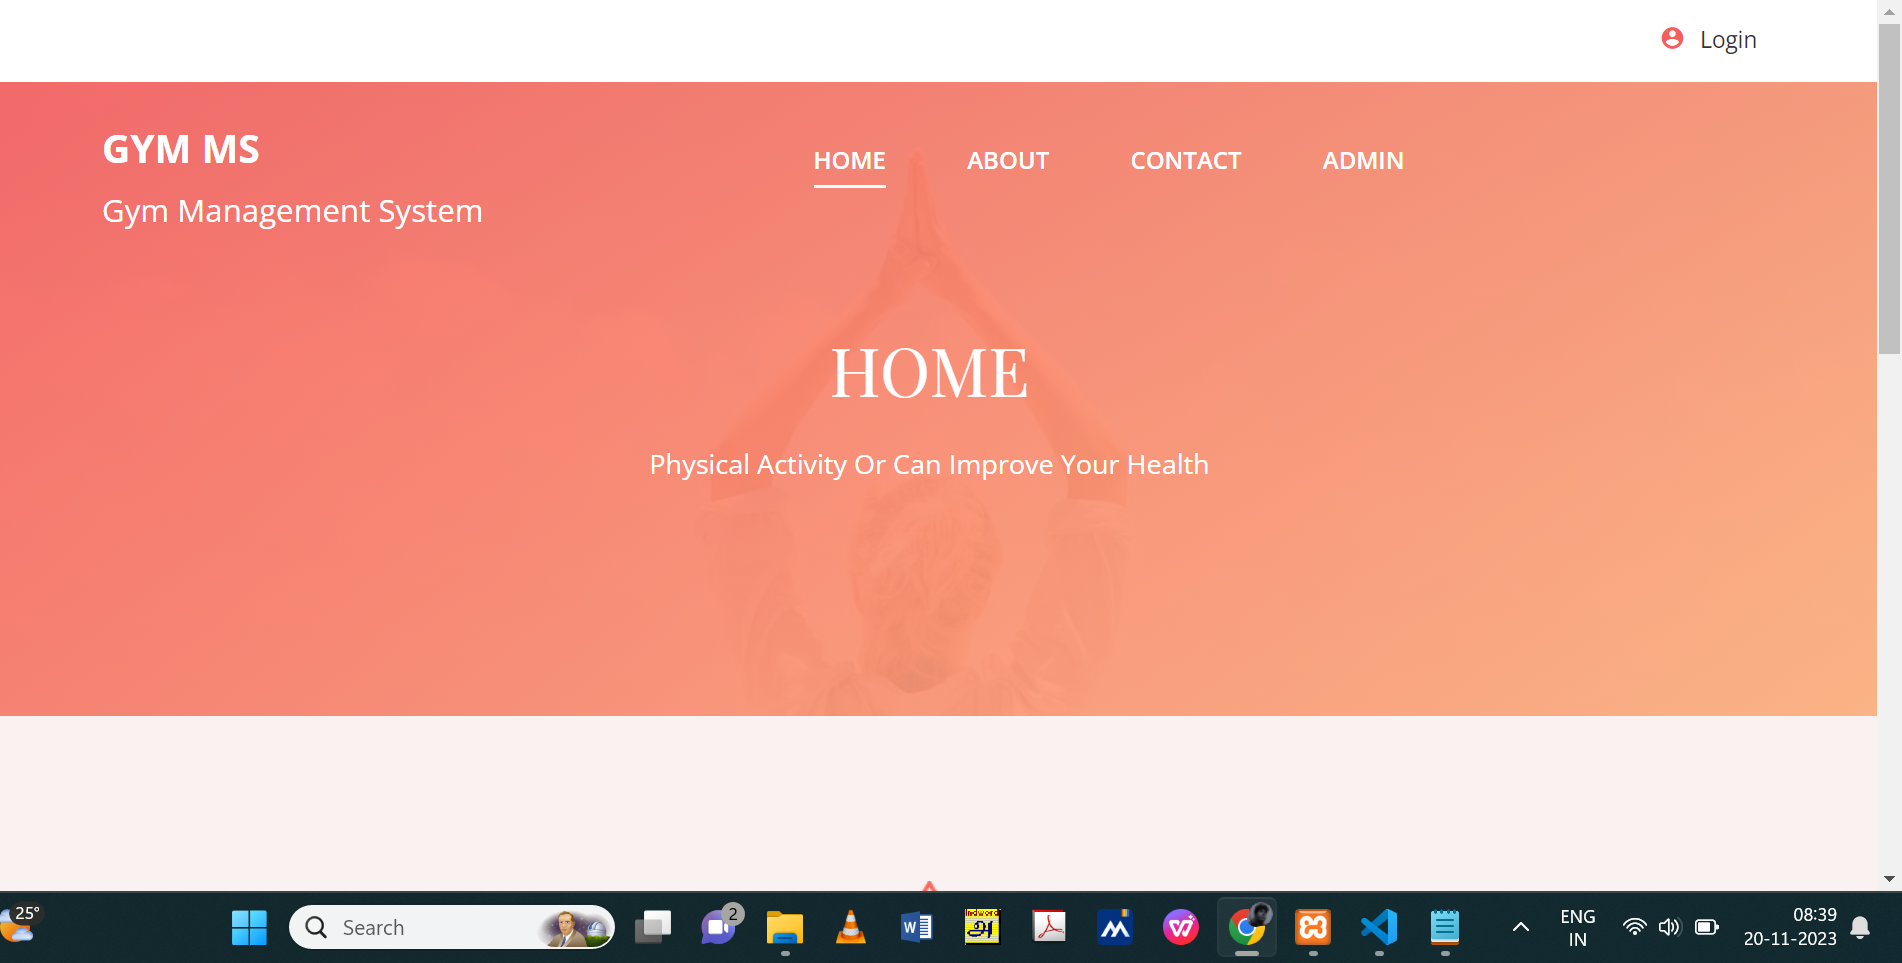 Login
GYM MS
Gym Management System
HOME
ABOUT
CONTACT
ADMIN
HOME
Physical Activity Or Can Improve Your Health
25°
Search
2
W
Indword
அ
ENG
IN
08:39
20-11-2023